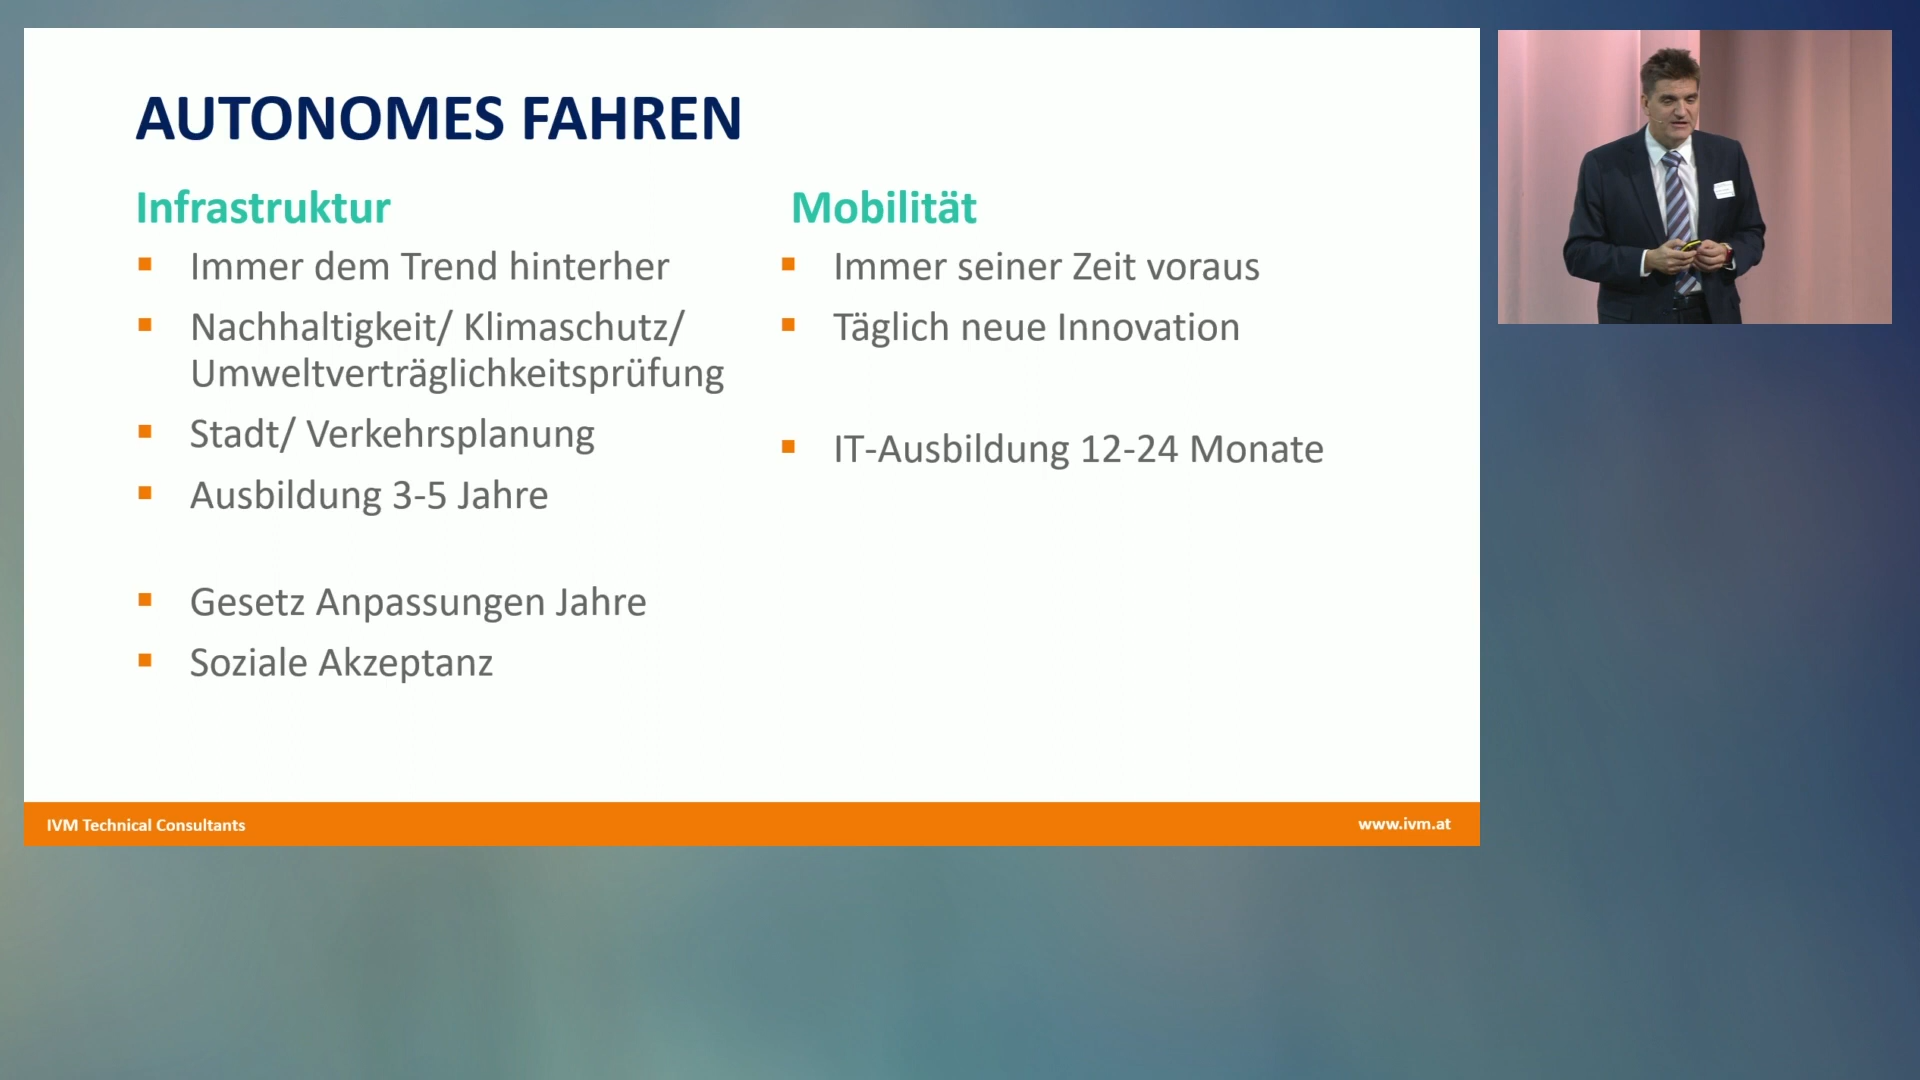 AUTONOMES FAHREN
Infrastruktur
Immer dem Trend hinterher
Nachhaltigkeit/ Klimaschutz/
Umweltverträglichkeitsprüfung
Stadt/ Verkehrsplanung
Ausbildung 3-5 Jahre
Gesetz Anpassungen Jahre
Soziale Akzeptanz
Mobilität
Immer seiner Zeit voraus
Täglich neue Innovation
IT-Ausbildung 12-24 Monate
IVM Technical Consultants
www.ivm.at